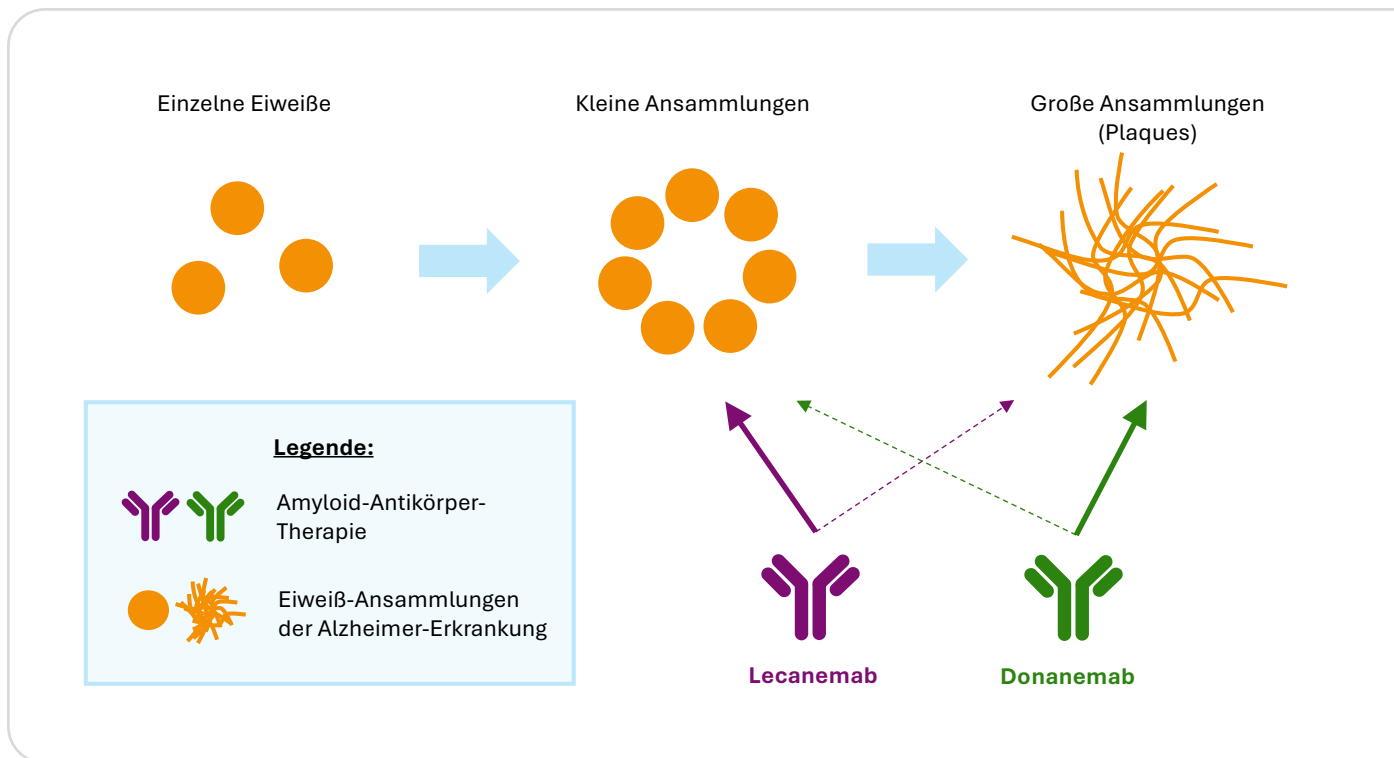 Einzelne Eiweiße
Kleine Ansammlungen
Große Ansammlungen
(Plaques)
Legende:
Amyloid-Antikörper-
Therapie
Eiweiß-Ansammlungen
der Alzheimer-Erkrankung
Lecanemab
Donanemab